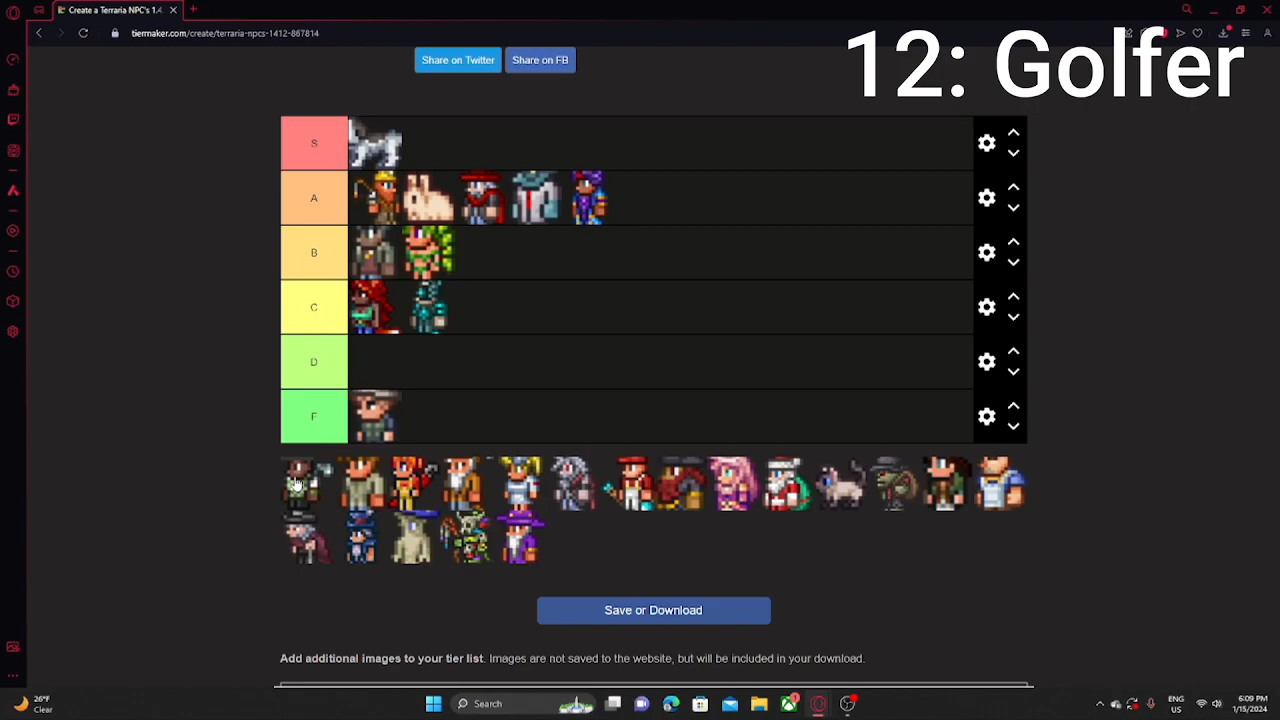 Create a Terraria NPC's 1.4.
tiermaker.com/create/terraria-npcs-1412-867814
12: Golfer
Share on Twitter
Share on FB
S
A
B
C
D
F
Save or Download
Add additional images to your tier list. Images are not saved to the website, but will be included in your download.
26°F
Clear
Search
1
ENG
US
6:09 PM
1/15/2024